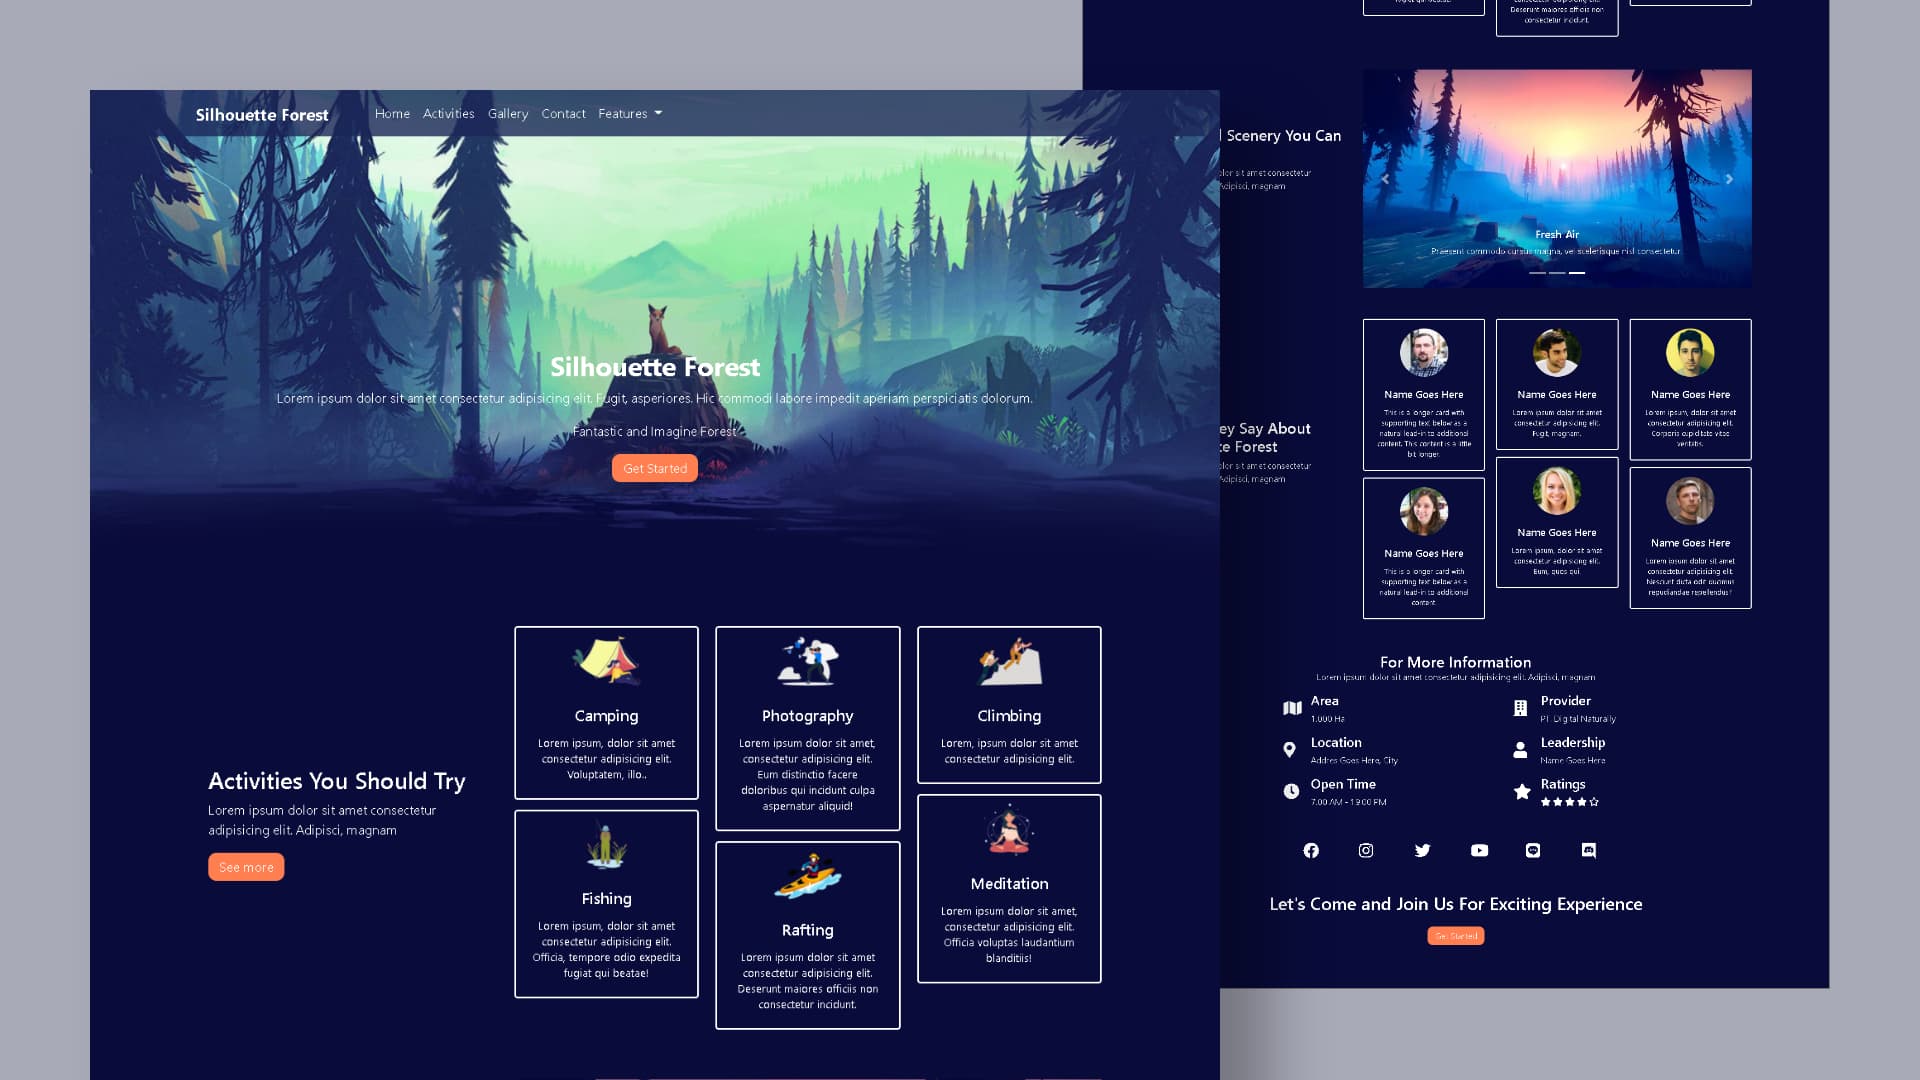 Silhouette Forest
Home Activities Gallery Contact Features
Silhouette Forest
Lorem ipsum dolor sit amet consectetur adipisicing elit. Fugit, asperiores. Hic commodi labore impedit aperiam perspiciatis dolorum.
Fantastic and Imagine Forest
Get Started
Activities You Should Try
Lorem ipsum dolor sit amet consectetur
adipisicing elit. Adipisci, magnam
See more
Camping
Lorem ipsum, dolor sit amet
consectetur adipisicing elit.
Voluptatem, illo..
Fishing
Lorem ipsum, dolor sit amet
consectetur adipisicing elit.
Officia, tempore odio expedita
fugiat qui beatae!
Photography
Lorem ipsum dolor sit amet,
consectetur adipisicing elit.
Eum distinctio facere
doloribus qui incidunt culpa
aspernatur aliquid!
Rafting
Lorem ipsum dolor sit amet
consectetur adipisicing elit.
Deserunt maiores officiis non
consectetur incidunt.
Climbing
Lorem, ipsum dolor sit amet
consectetur adipisicing elit.
Meditation
Lorem ipsum dolor sit amet,
consectetur adipisicing elit.
Officia voluptas laudantium
blanditiis!
Deserunt maiores officiis non
consectetur incidunt.
Scenery You Can
dolor sit amet consectetur
Adipisci, magnam
Fresh Air
Praesent commodo cursus magna, vel scelerisque nisl consectetur
ey Say About
te Forest
dolor sit amet consectetur
Adipisci, magnam
Name Goes Here
This is a longer card with
supporting text below as a
natural lead-in to additional
content. This content is a little
bit longer.
Name Goes Here
This is a longer card with
supporting text below as a
natural lead-in to additional
content.
Name Goes Here
Lorem ipsum dolor sit amet
consectetur adipisicing elit.
Fugit, magnam.
Name Goes Here
Lorem ipsum, dolor sit amet
consectetur adipisicing elit.
Eum, quos qui.
Name Goes Here
Lorem ipsum, dolor sit amet
consectetur adipisicing elit.
Corporis cupiditate vitae
veritatis.
Name Goes Here
Lorem ipsum dolor sit amet
consectetur adipisicing elit.
Nesciunt dicta odit ducimus
repudiandae repellendus!
For More Information
Lorem ipsum dolor sit amet consectetur adipisicing elit. Adipisci, magnam
Area
1.000 Ha
Location
Addres Goes Here, City
Open Time
7.00 AM - 19.00 PM
Provider
PT. Digital Naturally
Leadership
Name Goes Here
Ratings
Let's Come and Join Us For Exciting Experience
Get Started